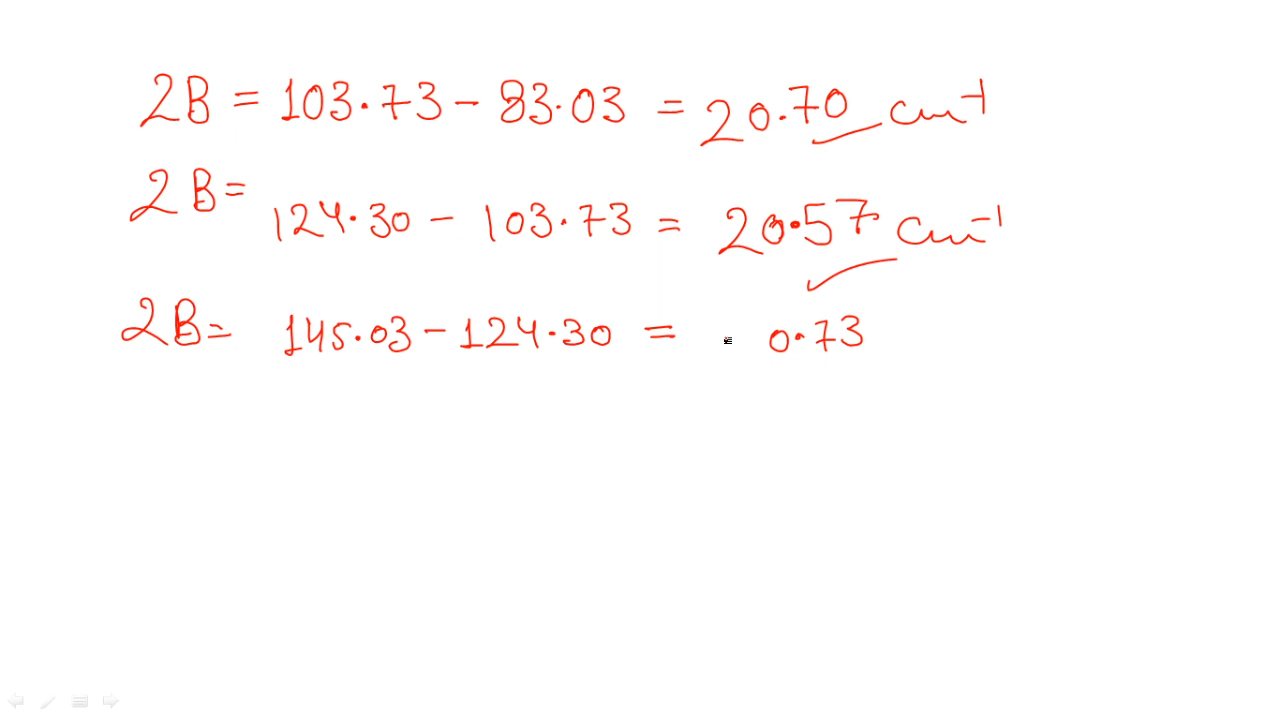 2B = 103.73 - 83.03 = 20.70 cm⁻¹
2B = 124.30 - 103.73 = 20.57 cm⁻¹
2B = 145.03 - 124.30 = 0.73